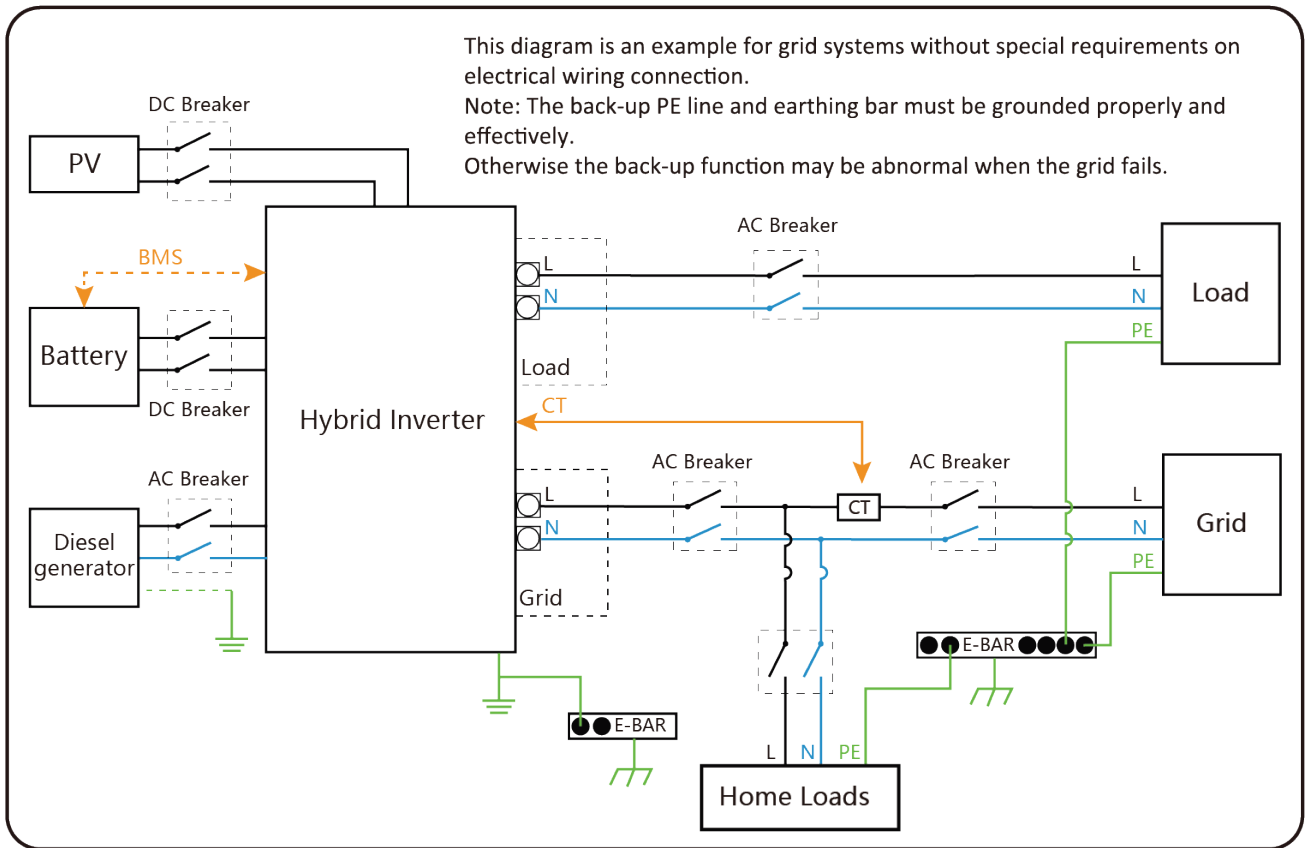 This diagram is an example for grid systems without special requirements on
electrical wiring connection.
Note: The back-up PE line and earthing bar must be grounded properly and
effectively.
Otherwise the back-up function may be abnormal when the grid fails.
DC Breaker
PV
BMS
Battery
DC Breaker
AC Breaker
Diesel
generator
Hybrid Inverter
L
N
Load
AC Breaker
L
N
PE
Load
CT
L
N
Grid
AC Breaker
CT
AC Breaker
L
N
PE
Grid
E-BAR
E-BAR
L
N
PE
Home Loads